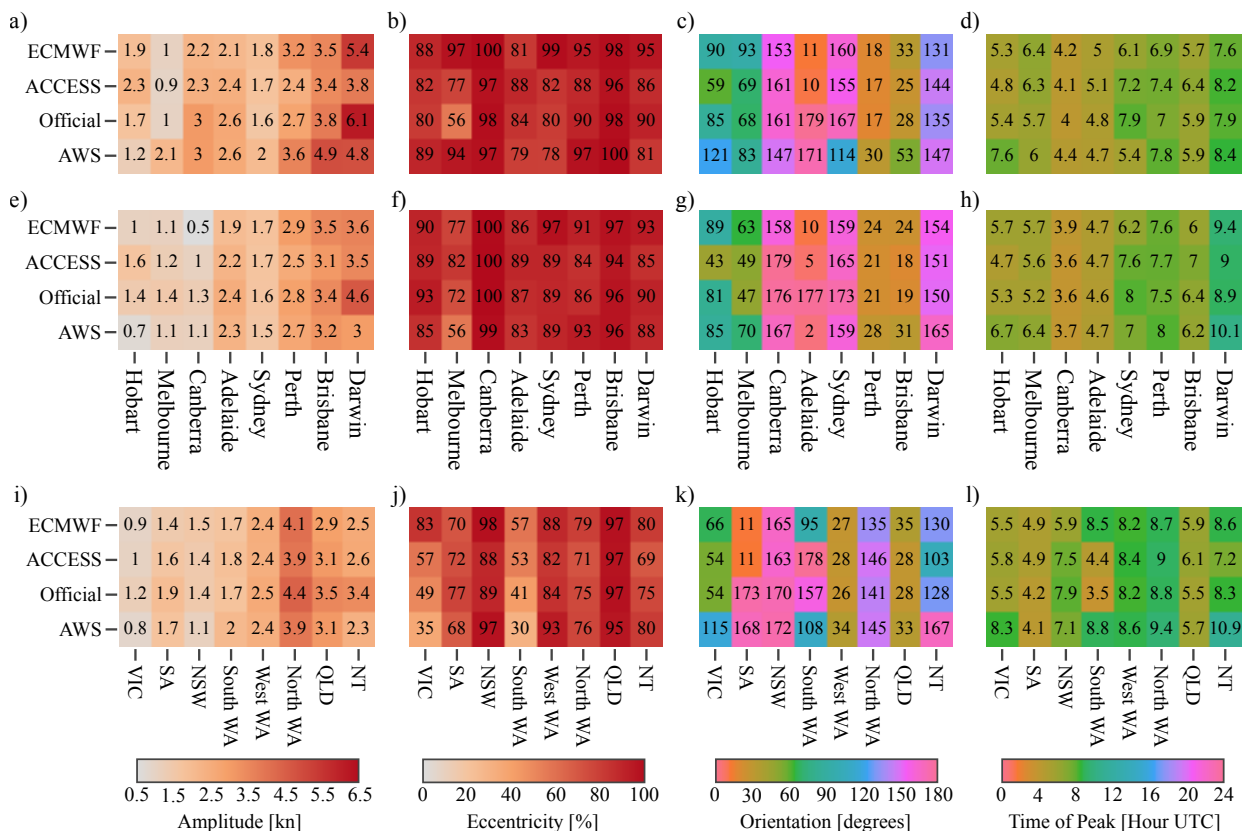 a) b) c) d)
ECMWF 1.9 1 2.2 2.1 1.8 3.2 3.5 5.4 88 97 100 81 99 95 98 95 90 93 153 11 160 18 33 131 5.3 6.4 4.2 5 6.1 6.9 5.7 7.6
ACCESS 2.3 0.9 2.3 2.4 1.7 2.4 3.4 3.8 82 77 97 88 82 88 96 86 59 69 161 10 155 17 25 144 4.8 6.3 4.1 5.1 7.2 7.4 6.4 8.2
Official 1.7 1 3 2.6 1.6 2.7 3.8 6.1 80 56 98 84 80 90 98 90 85 68 161 179 167 17 28 135 5.4 5.7 4 4.8 7.9 7 5.9 7.9
AWS 1.2 2.1 3 2.6 2 3.6 4.9 4.8 89 94 97 79 78 97 100 81 121 83 147 171 114 30 53 147 7.6 6 4.4 4.7 5.4 7.8 5.9 8.4
e) f) g) h)
ECMWF 1 1.1 0.5 1.9 1.7 2.9 3.5 3.6 90 77 100 86 97 91 97 93 89 63 158 10 159 24 24 154 5.7 5.7 3.9 4.7 6.2 7.6 6 9.4
ACCESS 1.6 1.2 1 2.2 1.7 2.5 3.1 3.5 89 82 100 89 89 84 94 85 43 49 179 5 165 21 18 151 4.7 5.6 3.6 4.7 7.6 7.7 7 9
Official 1.4 1.4 1.3 2.4 1.6 2.8 3.4 4.6 93 72 100 87 89 86 96 90 81 47 176 177 173 21 19 150 5.3 5.2 3.6 4.6 8 7.5 6.4 8.9
AWS 0.7 1.1 1.1 2.3 1.5 2.7 3.2 3 85 56 99 83 89 93 96 88 85 70 167 2 159 28 31 165 6.7 6.4 3.7 4.7 7 8 6.2 10.1
Hobart Melbourne Canberra Adelaide Sydney Perth Brisbane Darwin Hobart Melbourne Canberra Adelaide Sydney Perth Brisbane Darwin Hobart Melbourne Canberra Adelaide Sydney Perth Brisbane Darwin Hobart Melbourne Canberra Adelaide Sydney Perth Brisbane Darwin
i) j) k) l)
ECMWF 0.9 1.4 1.5 1.7 2.4 4.1 2.9 2.5 83 70 98 57 88 79 97 80 66 11 165 95 27 135 35 130 5.5 4.9 5.9 8.5 8.2 8.7 5.9 8.6
ACCESS 1 1.6 1.4 1.8 2.4 3.9 3.1 2.6 57 72 88 53 82 71 97 69 54 11 163 178 28 146 28 103 5.8 4.9 7.5 4.4 8.4 9 6.1 7.2
Official 1.2 1.9 1.4 1.7 2.5 4.4 3.5 3.4 49 77 89 41 84 75 97 75 54 173 170 157 26 141 28 128 5.5 4.2 7.9 3.5 8.2 8.8 5.5 8.3
AWS 0.8 1.7 1.1 2 2.4 3.9 3.1 2.3 35 68 97 30 93 76 95 80 115 168 172 108 34 145 33 167 8.3 4.1 7.1 8.8 8.6 9.4 5.7 10.9
VIC SA NSW South WA West WA North WA QLD NT VIC SA NSW South WA West WA North WA QLD NT VIC SA NSW South WA West WA North WA QLD NT VIC SA NSW South WA West WA North WA QLD NT
0.5 1.5 2.5 3.5 4.5 5.5 6.5 0 20 40 60 80 100 0 30 60 90 120 150 180 0 4 8 12 16 20 24
Amplitude [kn] Eccentricity [%] Orientation [degrees] Time of Peak [Hour UTC]